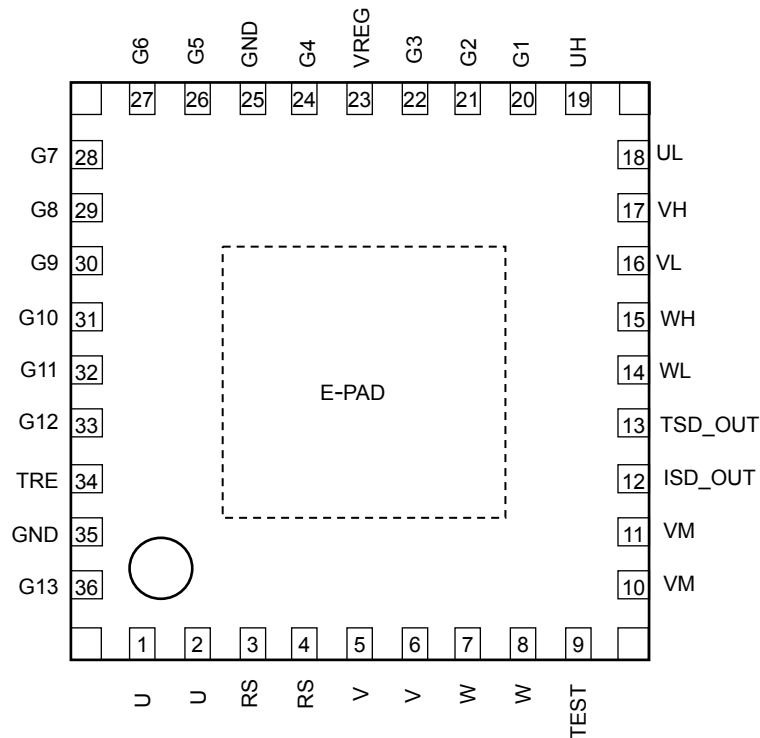 G6 G5 GND G4 VREG G3 G2 G1 UH
27 26 25 24 23 22 21 20 19
G7 28 18 UL
G8 29 17 VH
G9 30 16 VL
G10 31 15 WH
G11 32 14 WL
E-PAD
G12 33 13 TSD_OUT
TRE 34 12 ISD_OUT
GND 35 11 VM
G13 36 10 VM
1 2 3 4 5 6 7 8 9
U U RS RS V V W W TEST